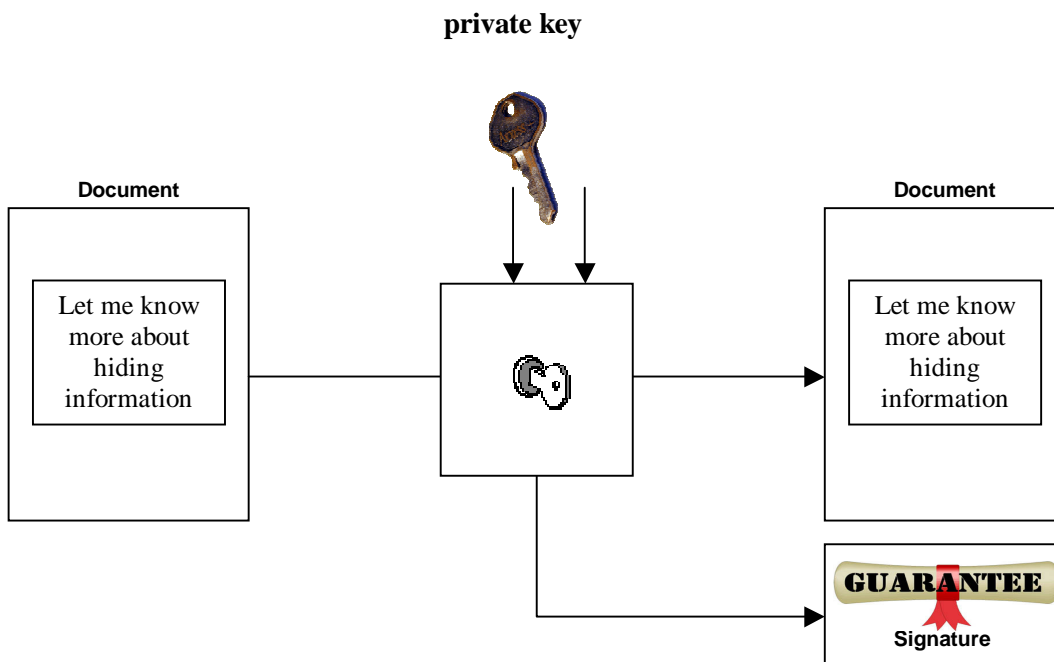 private key
Document
Let me know
more about
hiding
information
Document
Let me know
more about
hiding
information
GUARANTEE
Signature